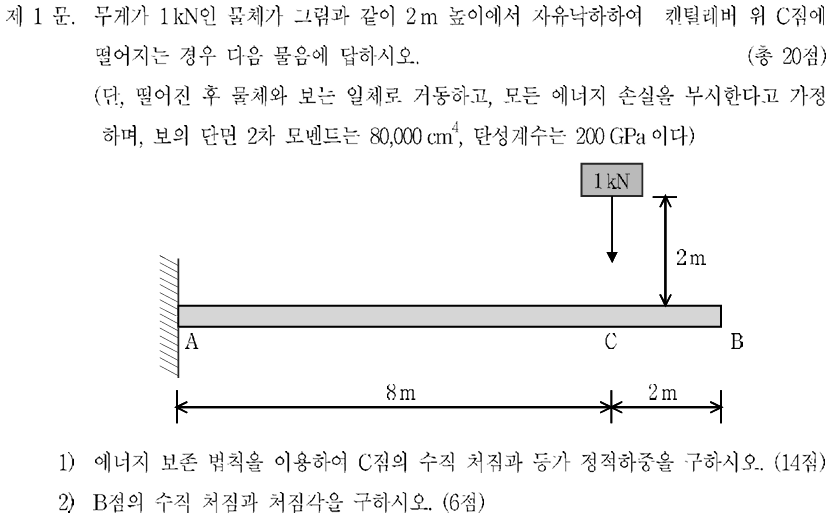 제 1 문. 무게가 1 kN인 물체가 그림과 같이 2 m 높이에서 자유낙하하여 캔틸레버 위 C점에
떨어지는 경우 다음 물음에 답하시오. (총 20점)
(단, 떨어진 후 물체와 보는 일체로 거동하고, 모든 에너지 손실을 무시한다고 가정
하며, 보의 단면 2차 모멘트는 80,000 cm⁴, 탄성계수는 200 GPa 이다)
1 kN
2 m
A C B
8 m 2 m
1) 에너지 보존 법칙을 이용하여 C점의 수직 처짐과 등가 정적하중을 구하시오. (14점)
2) B점의 수직 처짐과 처짐각을 구하시오. (6점)